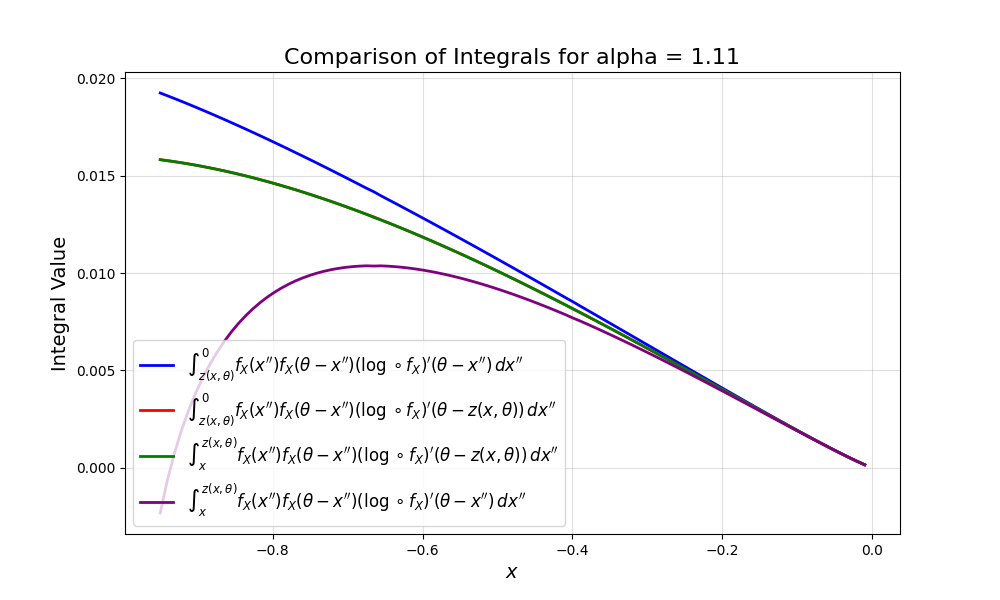 Comparison of Integrals for alpha = 1.11
0.020
0.015
0.010
0.005
0.000
Integral Value
∫_{z(x, θ)}^{0} f_X(x′′)f_X(θ − x′′)(log ∘ f_X)′(θ − x′′) dx′′
∫_{z(x, θ)}^{0} f_X(x′′)f_X(θ − x′′)(log ∘ f_X)′(θ − z(x, θ)) dx′′
∫_{x}^{z(x, θ)} f_X(x′′)f_X(θ − x′′)(log ∘ f_X)′(θ − z(x, θ)) dx′′
∫_{x}^{z(x, θ)} f_X(x′′)f_X(θ − x′′)(log ∘ f_X)′(θ − x′′) dx′′
−0.8 −0.6 −0.4 −0.2 0.0
x